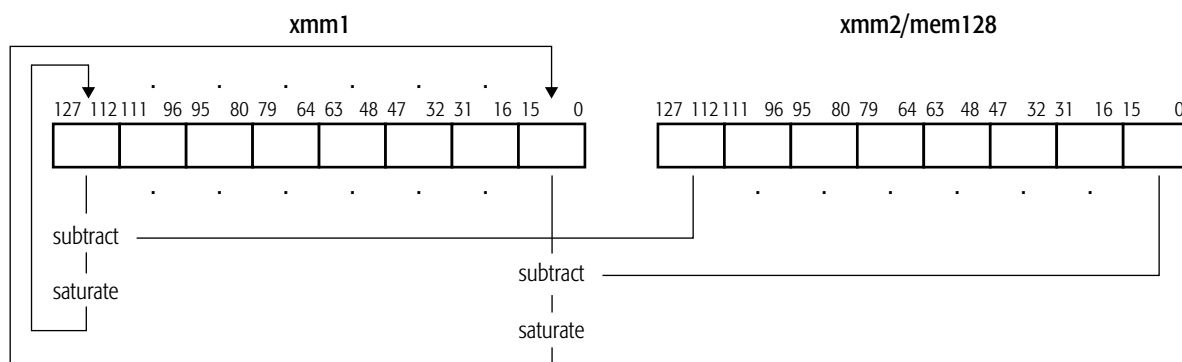 xmm1 xmm2/mem128
. . . . . .
127 112 111 96 95 80 79 64 63 48 47 32 31 16 15 0 127 112 111 96 95 80 79 64 63 48 47 32 31 16 15 0
. . . . . . . . . . . .
subtract
subtract
saturate
saturate